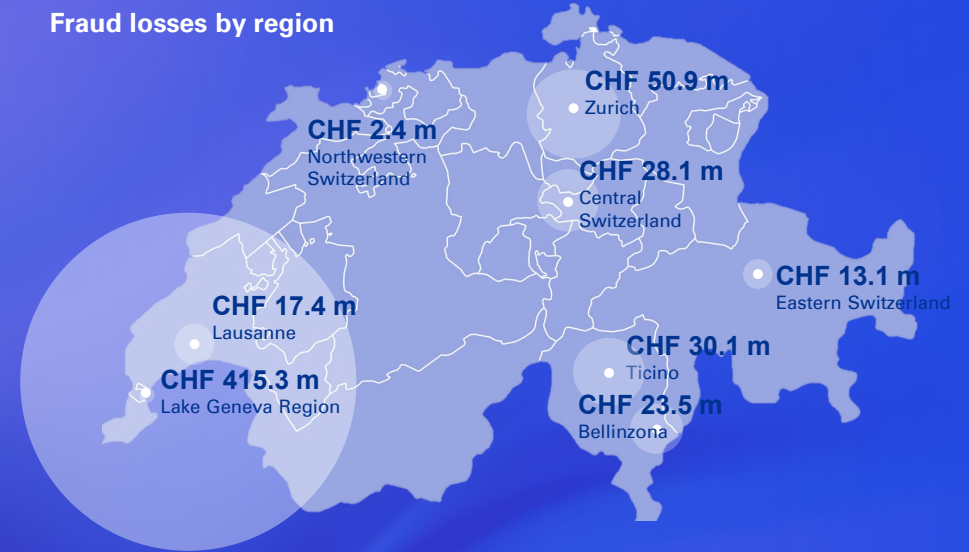 Fraud losses by region
CHF 50.9 m
Zurich
CHF 2.4 m
Northwestern
Switzerland
CHF 28.1 m
Central
Switzerland
CHF 13.1 m
Eastern Switzerland
CHF 17.4 m
Lausanne
CHF 30.1 m
Ticino
CHF 415.3 m
Lake Geneva Region
CHF 23.5 m
Bellinzona